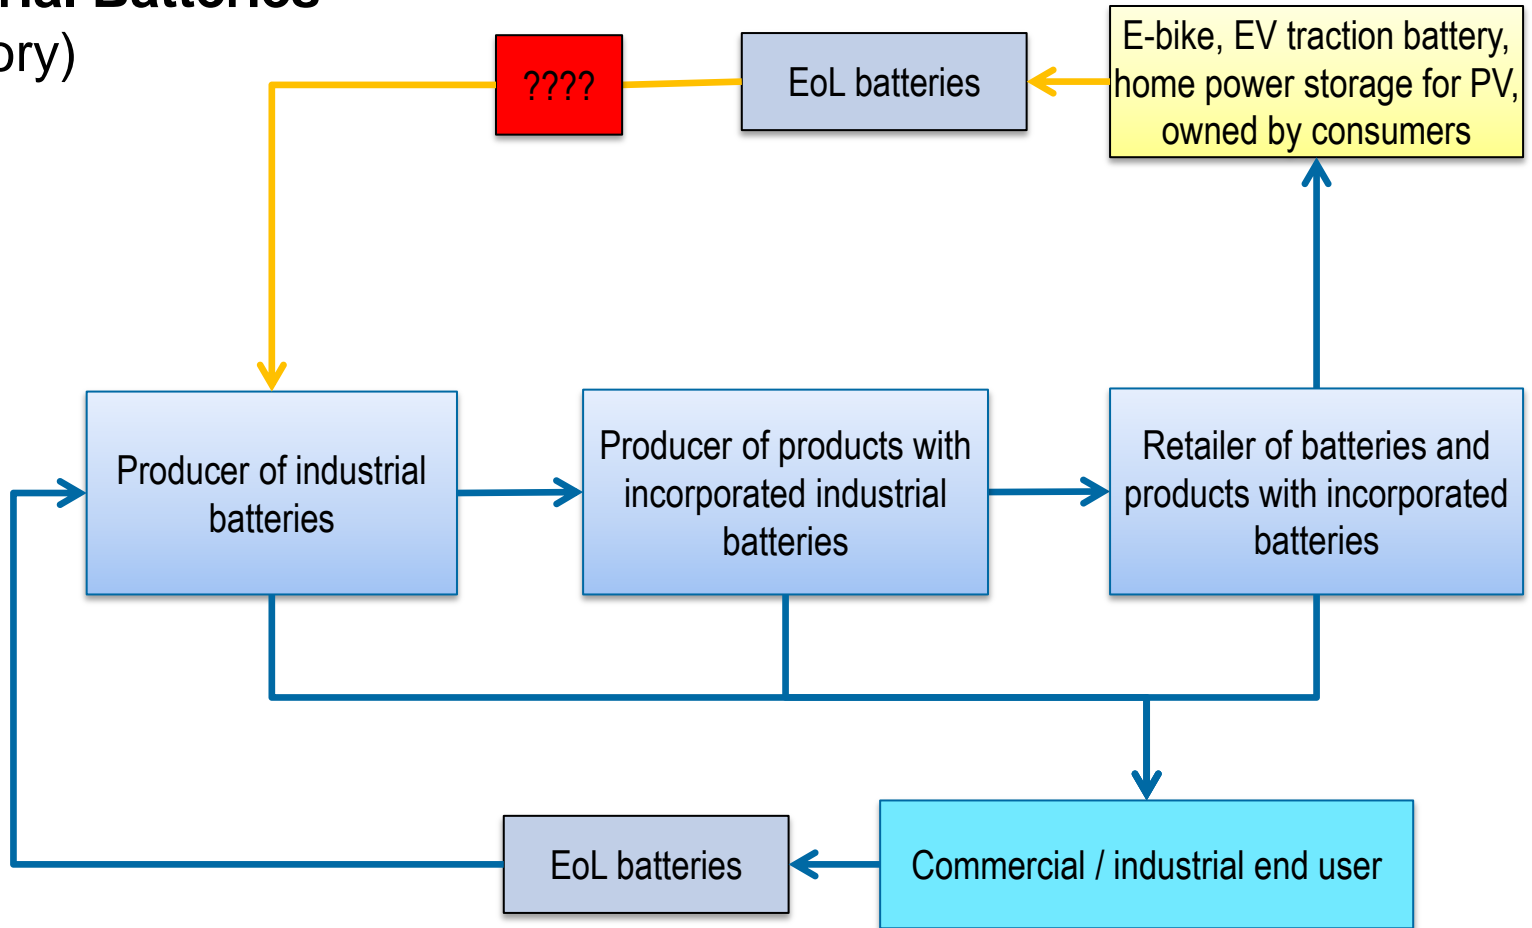 rial Batteries
ory)
????
EoL batteries
E-bike, EV traction battery,
home power storage for PV,
owned by consumers
Producer of industrial
batteries
Producer of products with
incorporated industrial
batteries
Retailer of batteries and
products with incorporated
batteries
EoL batteries
Commercial / industrial end user